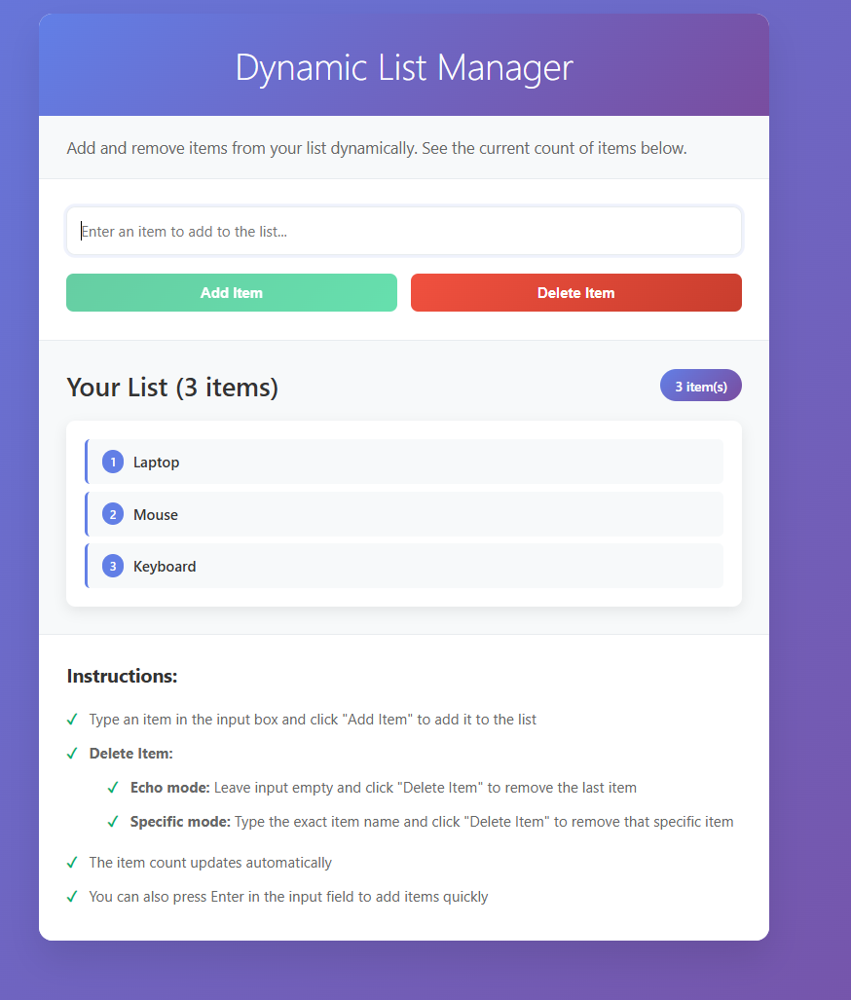 Dynamic List Manager
Add and remove items from your list dynamically. See the current count of items below.
Enter an item to add to the list...
Add Item
Delete Item
Your List (3 items)
3 item(s)
1 Laptop
2 Mouse
3 Keyboard
Instructions:
✓ Type an item in the input box and click "Add Item" to add it to the list
✓ Delete Item:
✓ Echo mode: Leave input empty and click "Delete Item" to remove the last item
✓ Specific mode: Type the exact item name and click "Delete Item" to remove that specific item
✓ The item count updates automatically
✓ You can also press Enter in the input field to add items quickly